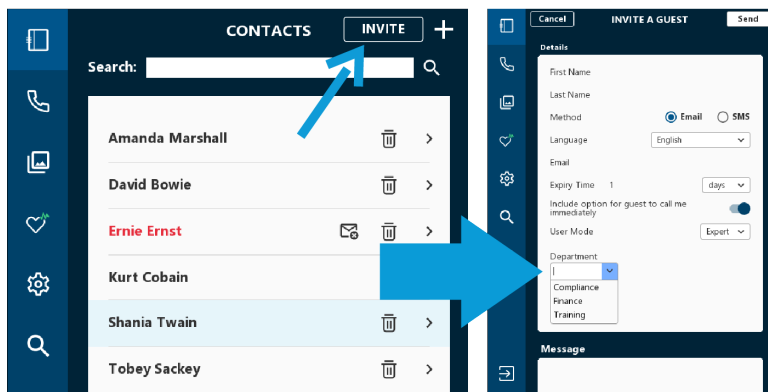 CONTACTS
INVITE
Search:
Amanda Marshall
David Bowie
Ernie Ernst
Kurt Cobain
Shania Twain
Tobey Sackey
Cancel
INVITE A GUEST
Send
Details
First Name
Last Name
Method
Email
SMS
Language
English
Email
Expiry Time 1
days
Include option for guest to call me
immediately
User Mode
Expert
Department
Compliance
Finance
Training
Message